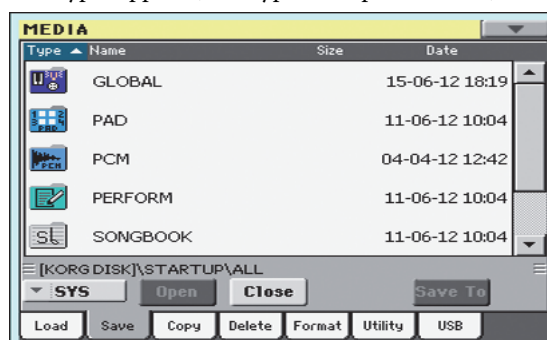 MEDIA
Type Name Size Date
GLOBAL 15-06-12 18:19
PAD 11-06-12 10:04
PCM 04-04-12 12:42
PERFORM 11-06-12 10:04
SONGBOOK 11-06-12 10:04
[KORG DISK]\STARTUP\ALL
SYS Open Close Save To
Load Save Copy Delete Format Utility USB